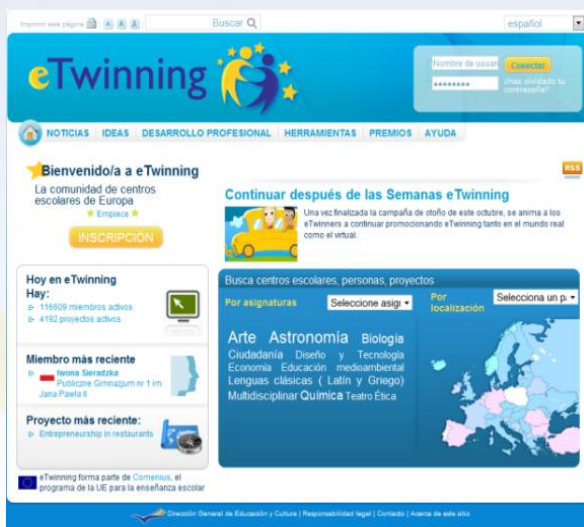 Imprimir este página A A A
Buscar
español
eTwinning
Nombre de usuari
Conectar
¿Has olvidado tu contraseña?
NOTICIAS IDEAS DESARROLLO PROFESIONAL HERRAMIENTAS PREMIOS AYUDA
Bienvenido/a a eTwinning
La comunidad de centros
escolares de Europa
Empiece
INSCRIPCIÓN
RSS
Continuar después de las Semanas eTwinning
Una vez finalizada la campaña de otoño de este octubre, se anima a los
eTwinners a continuar promocionando eTwinning tanto en el mundo real
como el virtual.
Hoy en eTwinning
Hay:
116609 miembros activos
4192 proyectos activos
Miembro más reciente
Iwona Sieradzka
Publiczne Gimnazjum nr 1 im.
Jana Pawła II
Proyecto más reciente:
Entrepreneurship in restaurants
Busca centros escolares, personas, proyectos
Por asignaturas
Seleccione asigi
Por
localización
Selecciona un pa
Arte Astronomía Biología
Ciudadanía Diseño y Tecnología
Economía Educación medioambiental
Lenguas clásicas ( Latín y Griego)
Multidisciplinar Química Teatro Ética
eTwinning forma parte de Comenius, el
programa de la UE para la enseñanza escolar
Dirección General de Educación y Cultura | Responsabilidad legal | Contacto | Acerca de este sitio